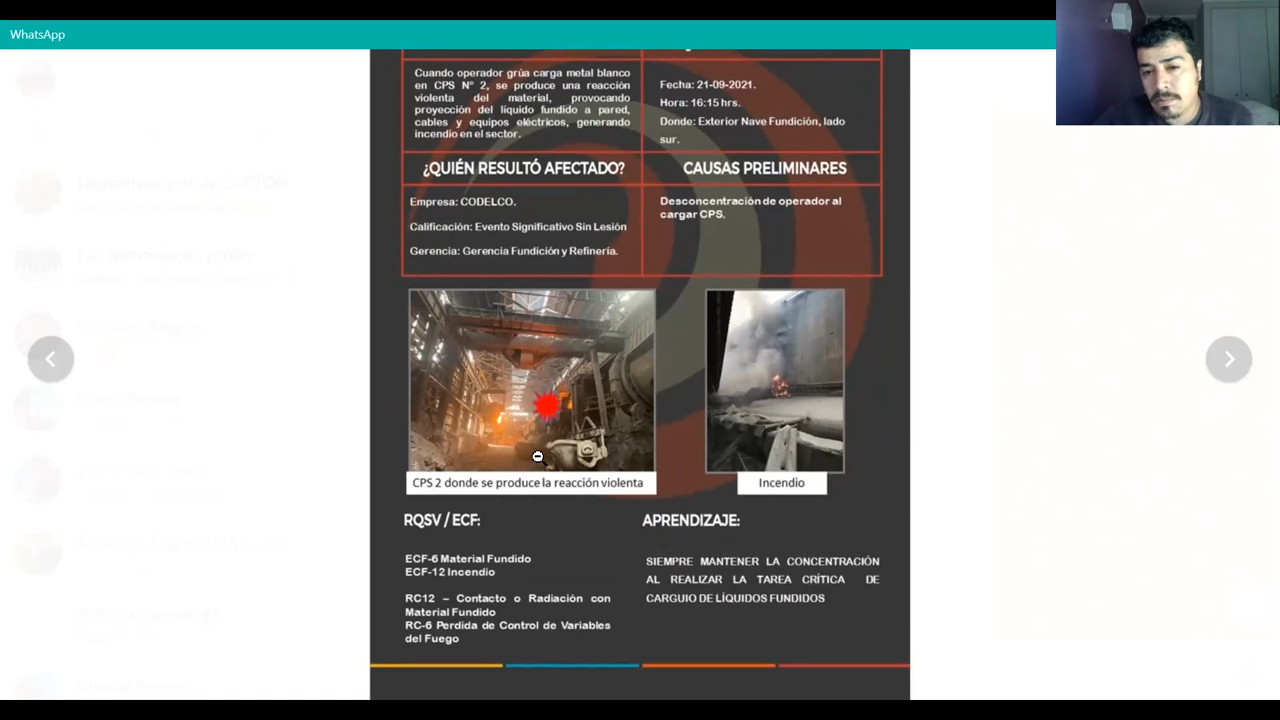 WhatsApp
Cuando operador grúa carga metal blanco
en CPS N° 2, se produce una reacción
violenta del material, provocando
proyección del líquido fundido a pared,
cables y equipos eléctricos, generando
incendio en el sector.
Fecha: 21-09-2021.
Hora: 16:15 hrs.
Donde: Exterior Nave Fundición, lado
sur.
¿QUIÉN RESULTÓ AFECTADO?
CAUSAS PRELIMINARES
Empresa: CODELCO.
Calificación: Evento Significativo Sin Lesión
Gerencia: Gerencia Fundición y Refinería.
Desconcentración de operador al
cargar CPS.
CPS 2 donde se produce la reacción violenta
Incendio
RQSV / ECF:
ECF-6 Material Fundido
ECF-12 Incendio
RC12 – Contacto o Radiación con
Material Fundido
RC-6 Perdida de Control de Variables
del Fuego
APRENDIZAJE:
SIEMPRE MANTENER LA CONCENTRACIÓN
AL REALIZAR LA TAREA CRÍTICA DE
CARGUIO DE LÍQUIDOS FUNDIDOS